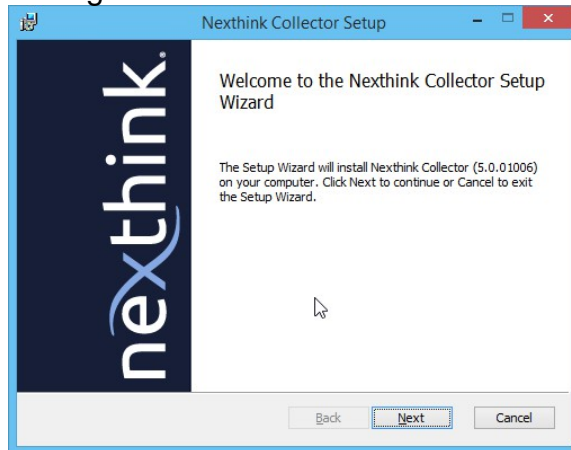 Nexthink Collector Setup
nexthink.
Welcome to the Nexthink Collector Setup
Wizard
The Setup Wizard will install Nexthink Collector (5.0.01006)
on your computer. Click Next to continue or Cancel to exit
the Setup Wizard.
Back Next Cancel